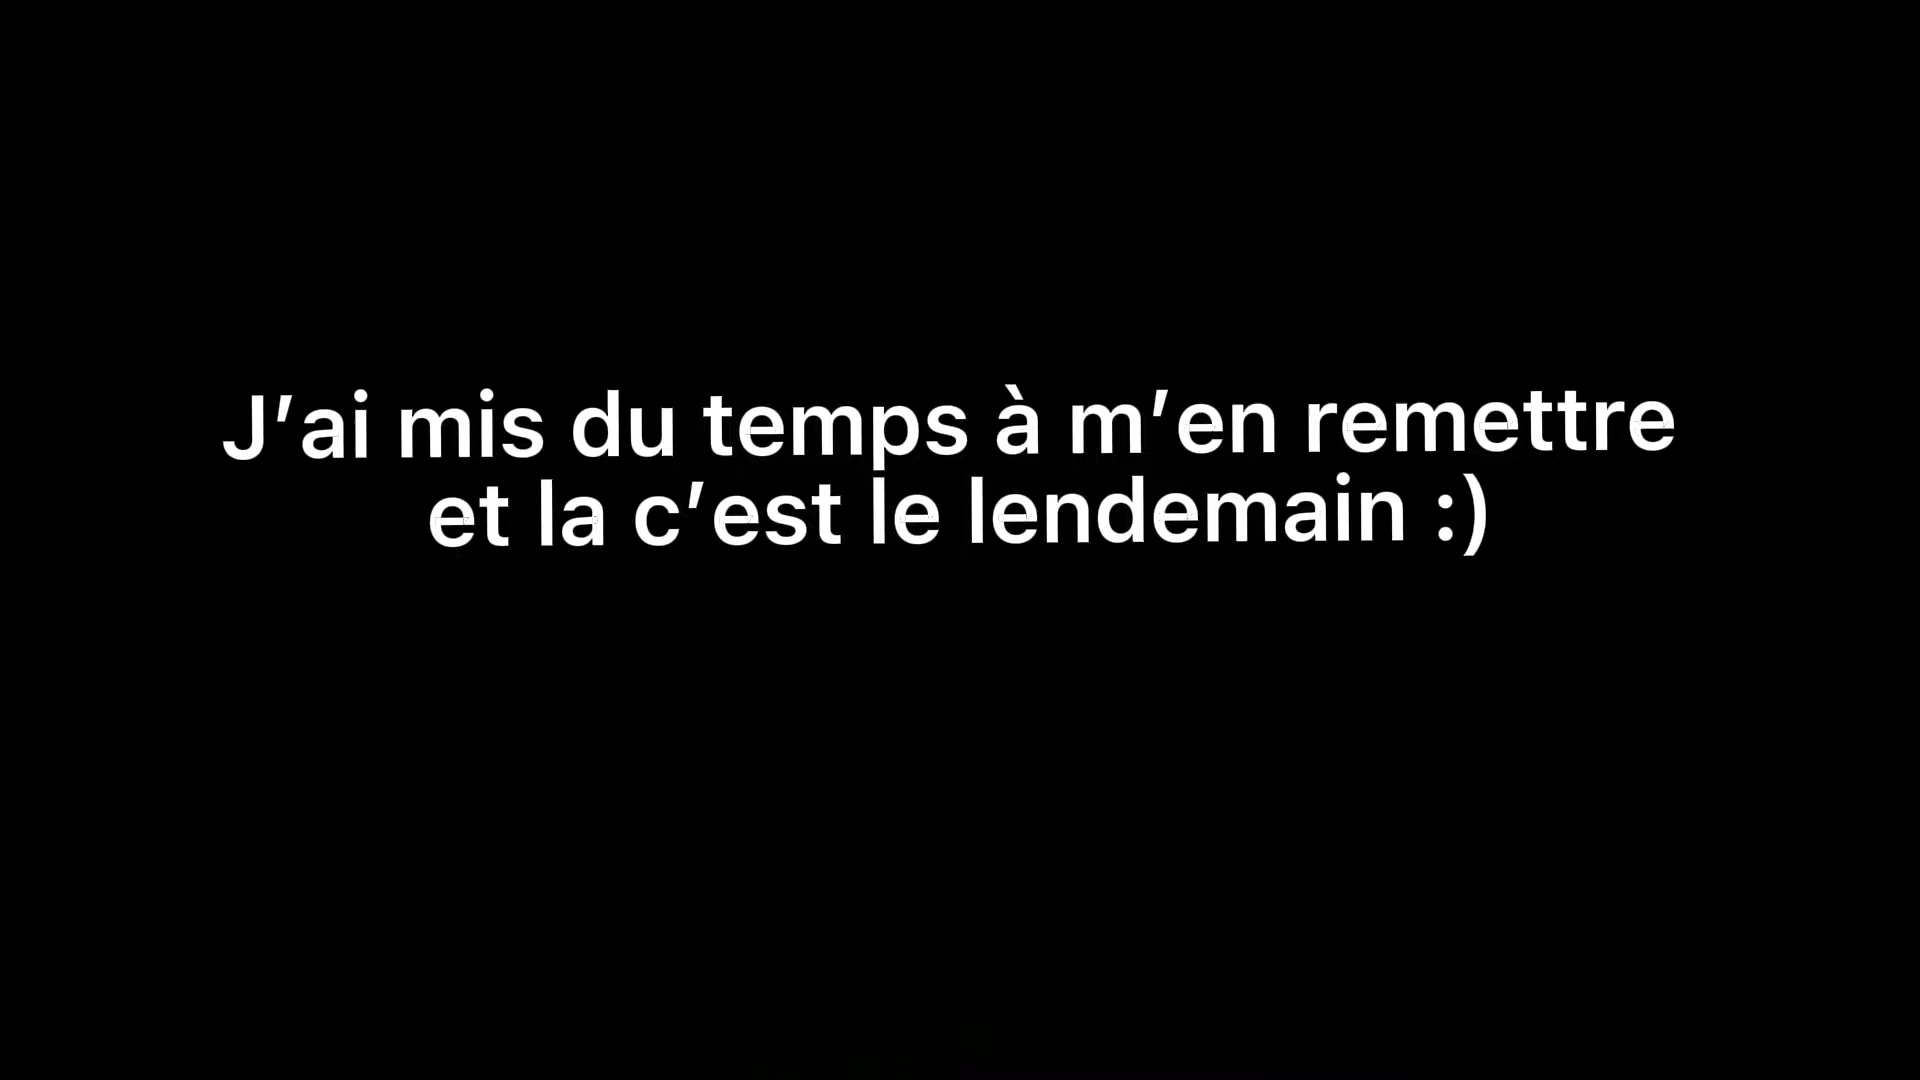 J’ai mis du temps à m’en remettre
et la c’est le lendemain :)